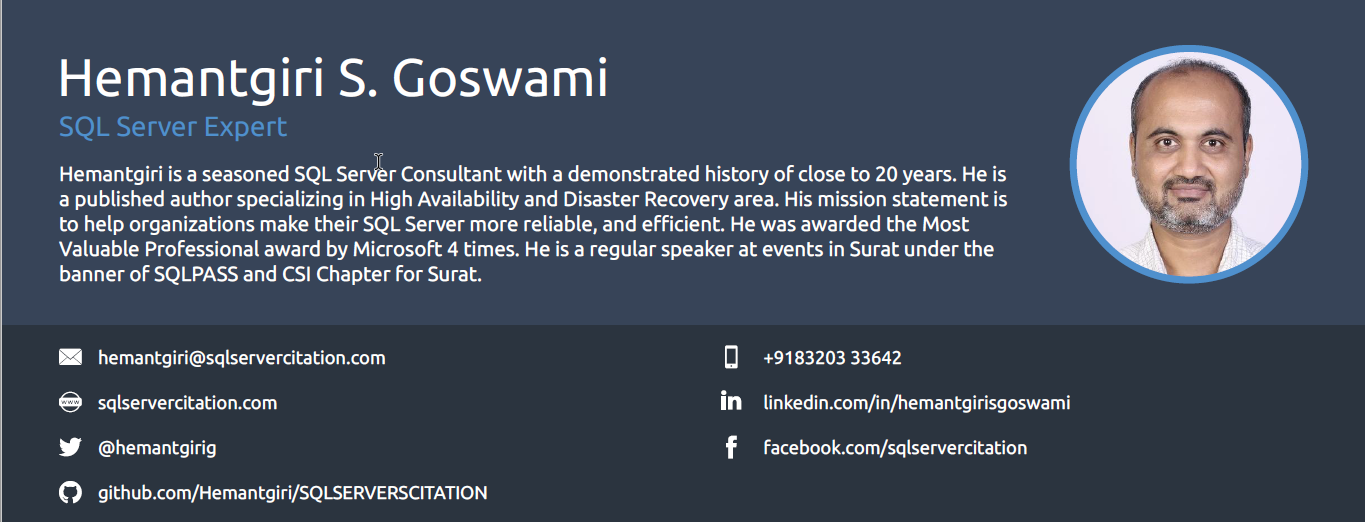 Hemantgiri S. Goswami
SQL Server Expert
Hemantgiri is a seasoned SQL Server Consultant with a demonstrated history of close to 20 years. He is
a published author specializing in High Availability and Disaster Recovery area. His mission statement is
to help organizations make their SQL Server more reliable, and efficient. He was awarded the Most
Valuable Professional award by Microsoft 4 times. He is a regular speaker at events in Surat under the
banner of SQLPASS and CSI Chapter for Surat.
hemantgiri@sqlservercitation.com
+9183203 33642
www
sqlservercitation.com
in
linkedin.com/in/hemantgirisgoswami
@hemantgirig
f
facebook.com/sqlservercitation
github.com/Hemantgiri/SQLSERVERSCITATION